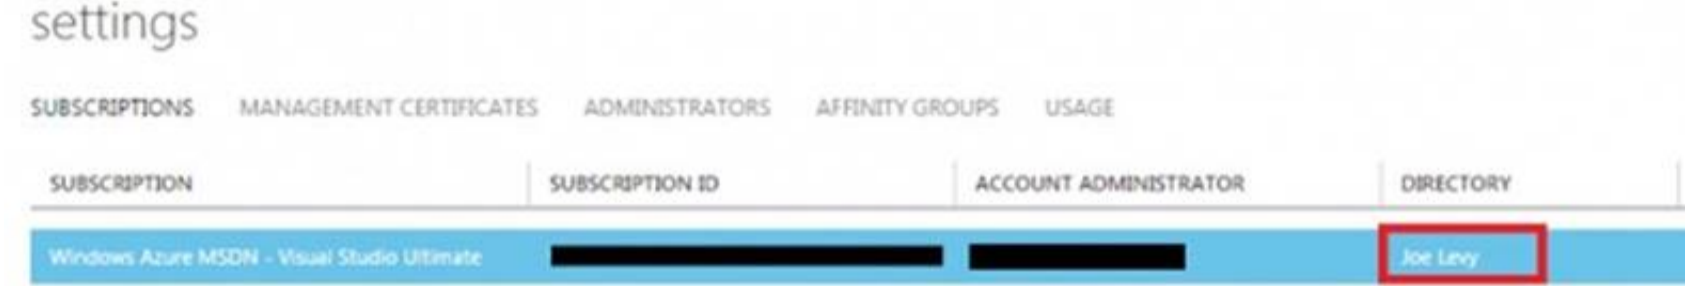 settings
SUBSCRIPTIONS MANAGEMENT CERTIFICATES ADMINISTRATORS AFFINITY GROUPS USAGE
SUBSCRIPTION SUBSCRIPTION ID ACCOUNT ADMINISTRATOR DIRECTORY
Windows Azure MSDN - Visual Studio Ultimate Joe Levy